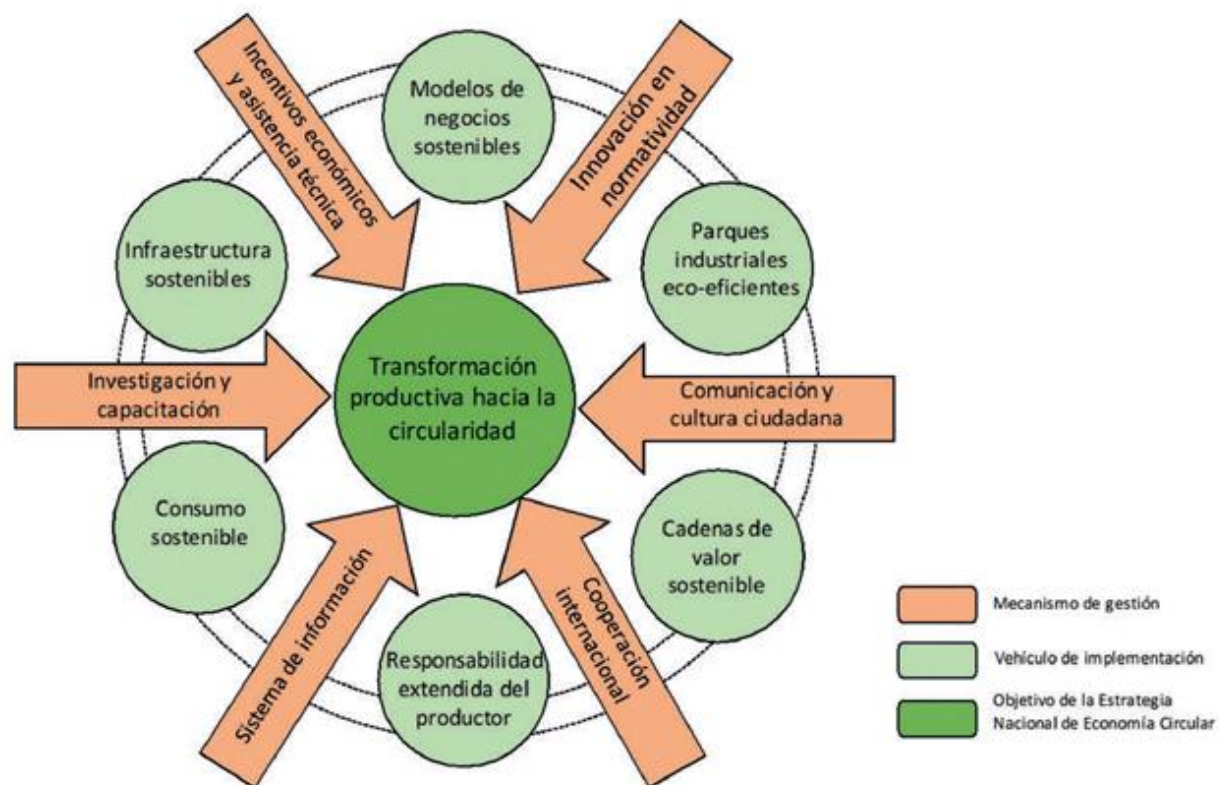 Incentivos económicos
y asistencia técnica
Modelos de
negocios
sostenibles
Innovación en
normatividad
Infraestructura
sostenibles
Parques
industriales
eco-eficientes
Investigación y
capacitación
Transformación
productiva hacia la
circularidad
Comunicación y
cultura ciudadana
Consumo
sostenible
Cadenas de
valor
sostenible
Sistema de información
Responsabilidad
extendida del
productor
Cooperación
internacional
Mecanismo de gestión
Vehículo de implementación
Objetivo de la Estrategia
Nacional de Economía Circular